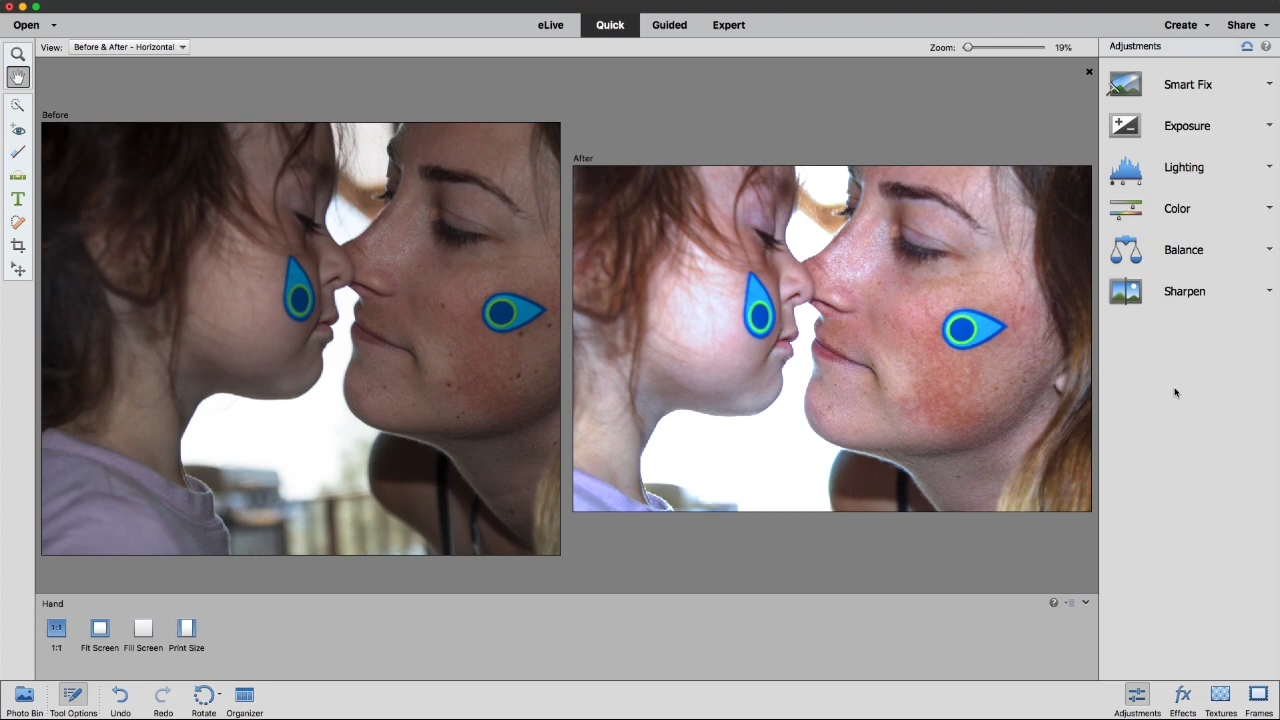 Open eLive Quick Guided Expert Create Share
View: Before & After - Horizontal Zoom: 19% Adjustments
Before
After
Smart Fix
Exposure
Lighting
Color
Balance
Sharpen
T
Hand
1:1
1:1 Fit Screen Fill Screen Print Size
Photo Bin Tool Options Undo Redo Rotate Organizer
fx
Adjustments Effects Textures Frames